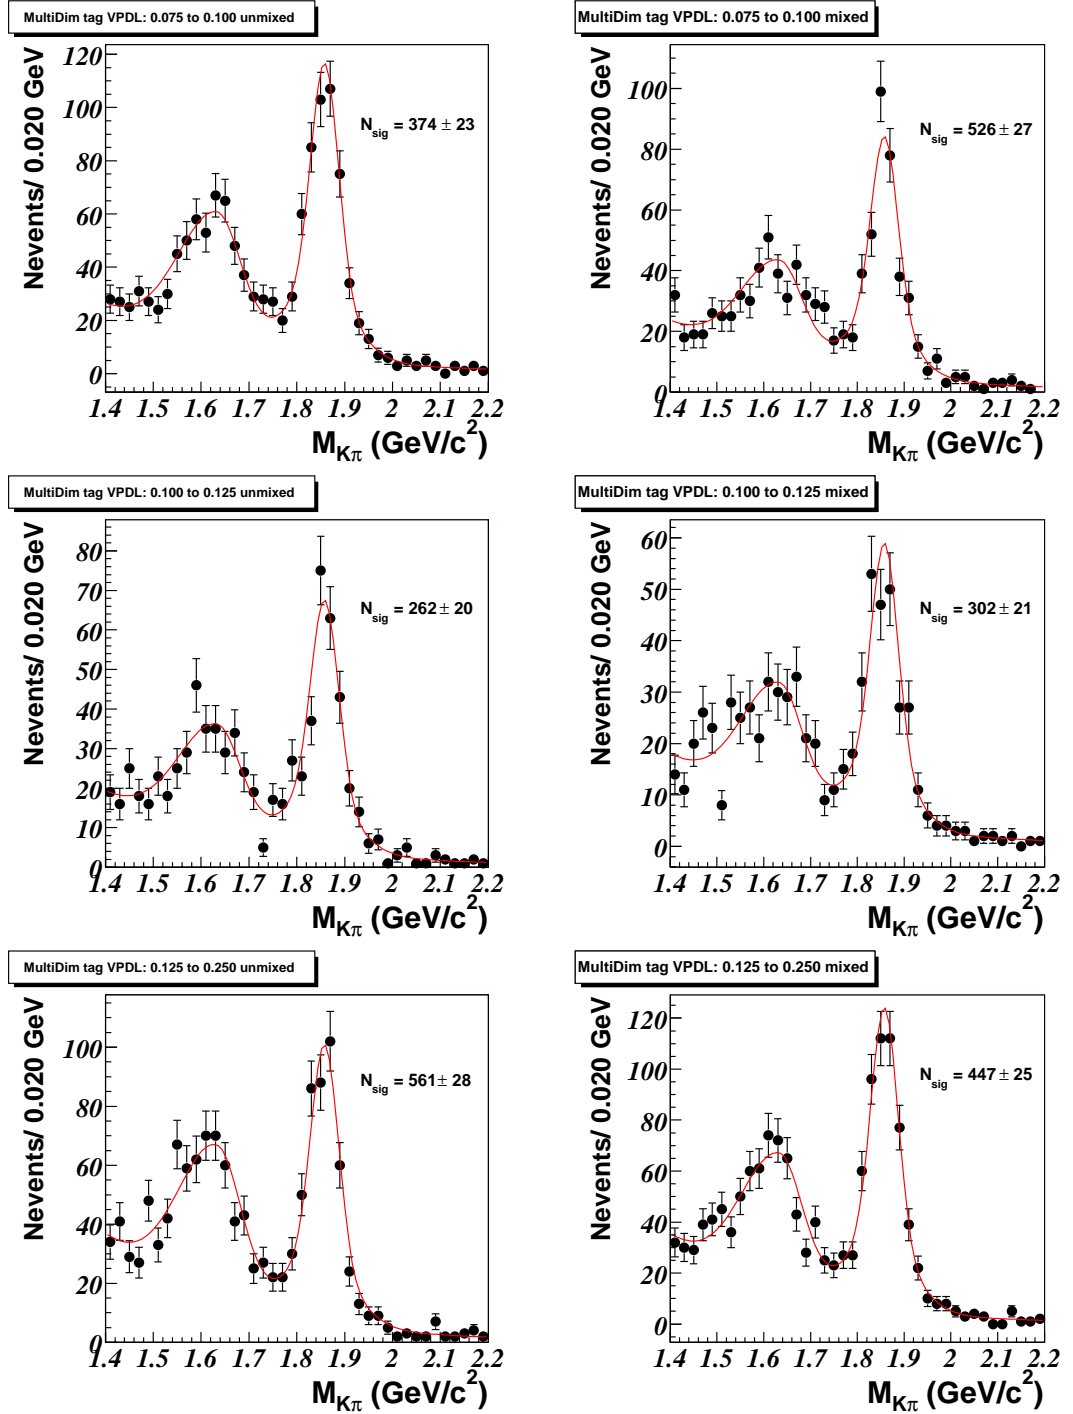 MultiDim tag VPDL: 0.075 to 0.100 unmixed
Nevents/ 0.020 GeV
120
100
80
60
40
20
0
N_sig = 374 ± 23
1.4 1.5 1.6 1.7 1.8 1.9 2 2.1 2.2
M_Kπ (GeV/c²)
MultiDim tag VPDL: 0.075 to 0.100 mixed
Nevents/ 0.020 GeV
100
80
60
40
20
0
N_sig = 526 ± 27
1.4 1.5 1.6 1.7 1.8 1.9 2 2.1 2.2
M_Kπ (GeV/c²)
MultiDim tag VPDL: 0.100 to 0.125 unmixed
Nevents/ 0.020 GeV
80
70
60
50
40
30
20
10
0
N_sig = 262 ± 20
1.4 1.5 1.6 1.7 1.8 1.9 2 2.1 2.2
M_Kπ (GeV/c²)
MultiDim tag VPDL: 0.100 to 0.125 mixed
Nevents/ 0.020 GeV
60
50
40
30
20
10
0
N_sig = 302 ± 21
1.4 1.5 1.6 1.7 1.8 1.9 2 2.1 2.2
M_Kπ (GeV/c²)
MultiDim tag VPDL: 0.125 to 0.250 unmixed
Nevents/ 0.020 GeV
100
80
60
40
20
0
N_sig = 561 ± 28
1.4 1.5 1.6 1.7 1.8 1.9 2 2.1 2.2
M_Kπ (GeV/c²)
MultiDim tag VPDL: 0.125 to 0.250 mixed
Nevents/ 0.020 GeV
120
100
80
60
40
20
0
N_sig = 447 ± 25
1.4 1.5 1.6 1.7 1.8 1.9 2 2.1 2.2
M_Kπ (GeV/c²)